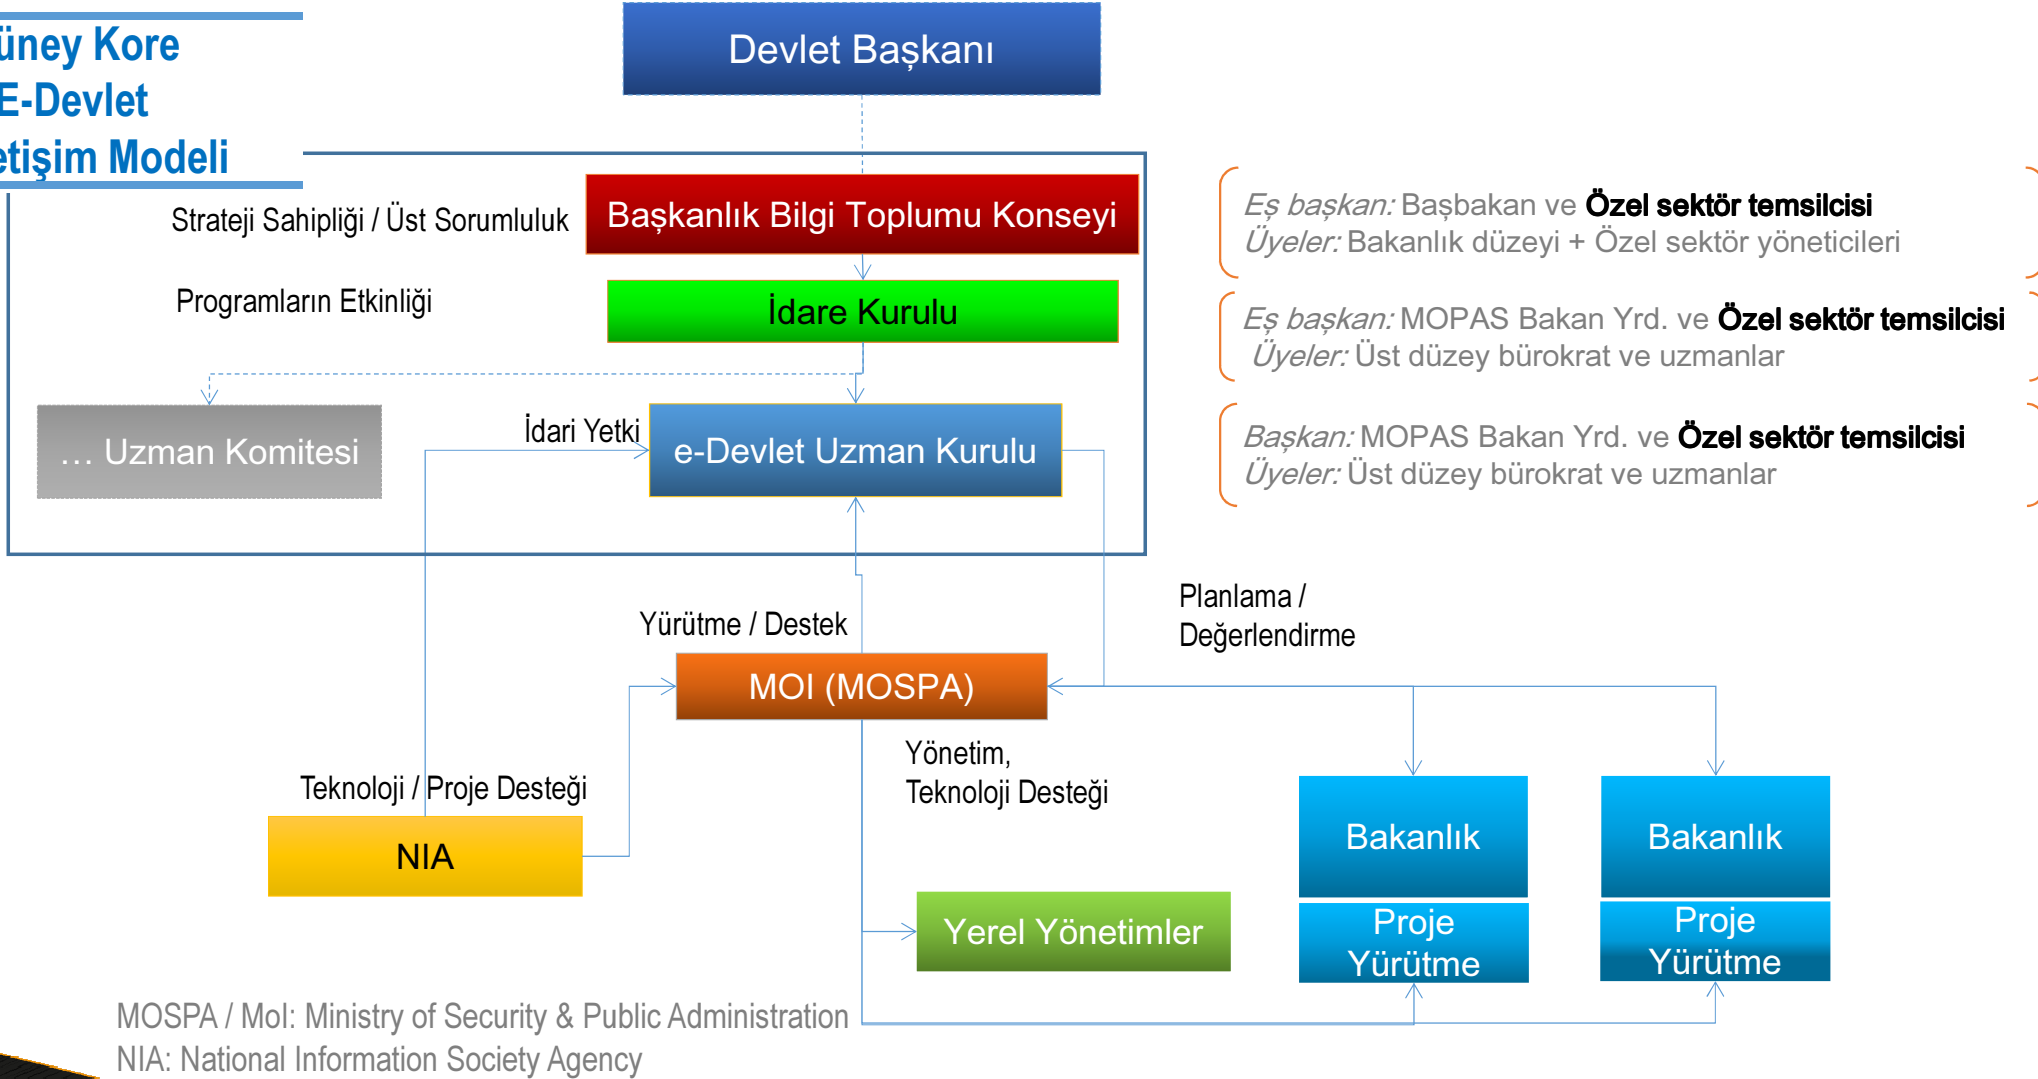 üney Kore
E-Devlet
etişim Modeli
Devlet Başkanı
Strateji Sahipliği / Üst Sorumluluk
Başkanlık Bilgi Toplumu Konseyi
Eş başkan: Başbakan ve Özel sektör temsilcisi
Üyeler: Bakanlık düzeyi + Özel sektör yöneticileri
Programların Etkinliği
İdare Kurulu
Eş başkan: MOPAS Bakan Yrd. ve Özel sektör temsilcisi
Üyeler: Üst düzey bürokrat ve uzmanlar
... Uzman Komitesi
İdari Yetki
e-Devlet Uzman Kurulu
Başkan: MOPAS Bakan Yrd. ve Özel sektör temsilcisi
Üyeler: Üst düzey bürokrat ve uzmanlar
Yürütme / Destek
Planlama /
Değerlendirme
MOI (MOSPA)
Yönetim,
Teknoloji Desteği
Teknoloji / Proje Desteği
NIA
Bakanlık
Bakanlık
Yerel Yönetimler
Proje
Yürütme
Proje
Yürütme
MOSPA / MoI: Ministry of Security & Public Administration
NIA: National Information Society Agency